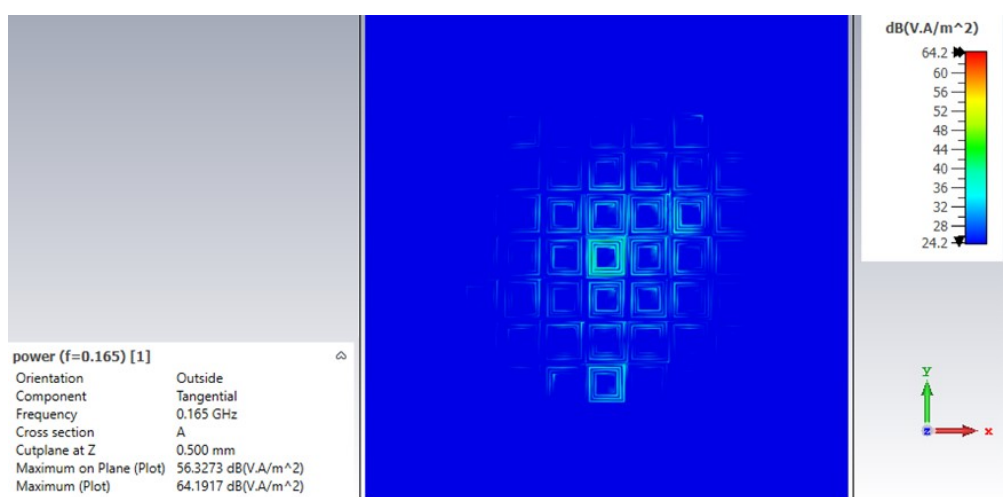 dB(V.A/m^2)
64.2
60
56
52
48
44
40
36
32
28
24.2
power (f=0.165) [1]
Orientation Outside
Component Tangential
Frequency 0.165 GHz
Cross section A
Cutplane at Z 0.500 mm
Maximum on Plane (Plot) 56.3273 dB(V.A/m^2)
Maximum (Plot) 64.1917 dB(V.A/m^2)
y
z x